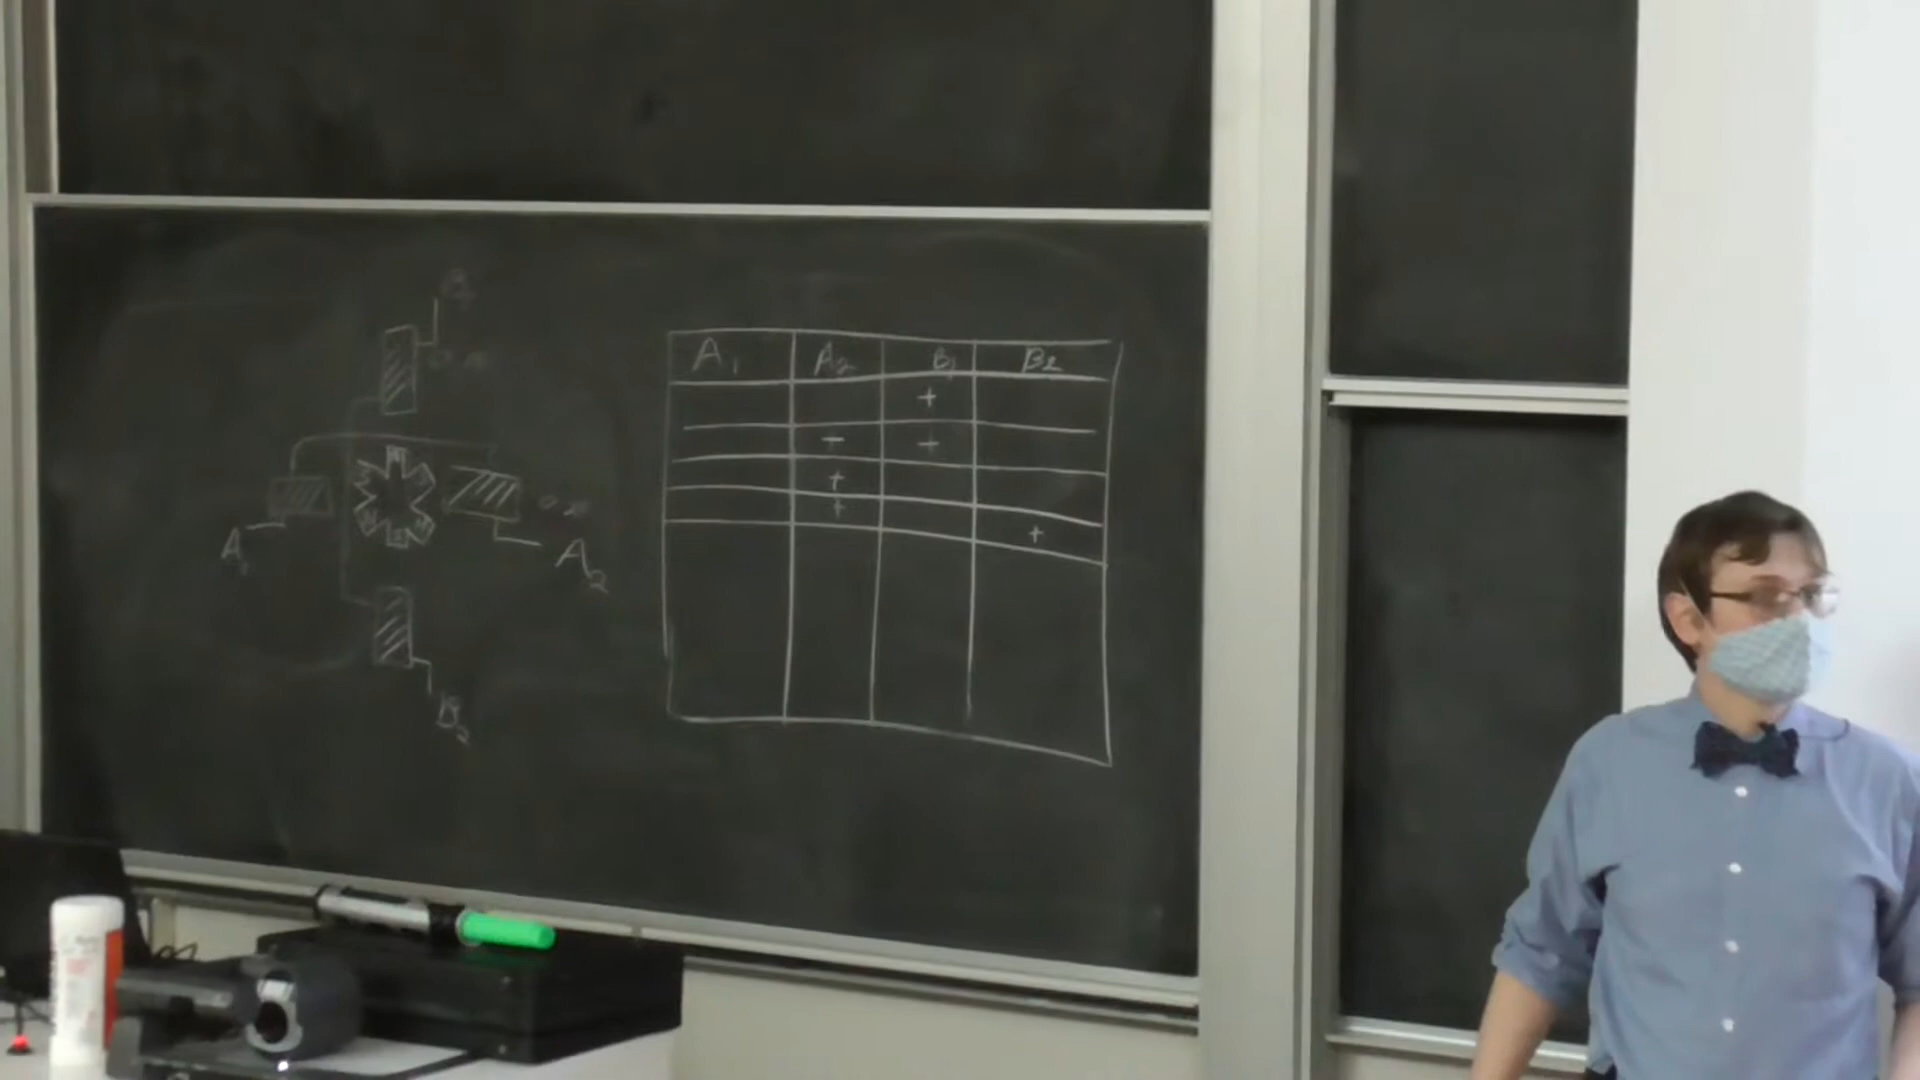 A₁ A₂ B₁ B₂
+
+ +
+
+
+
A₁
A₂
B₂